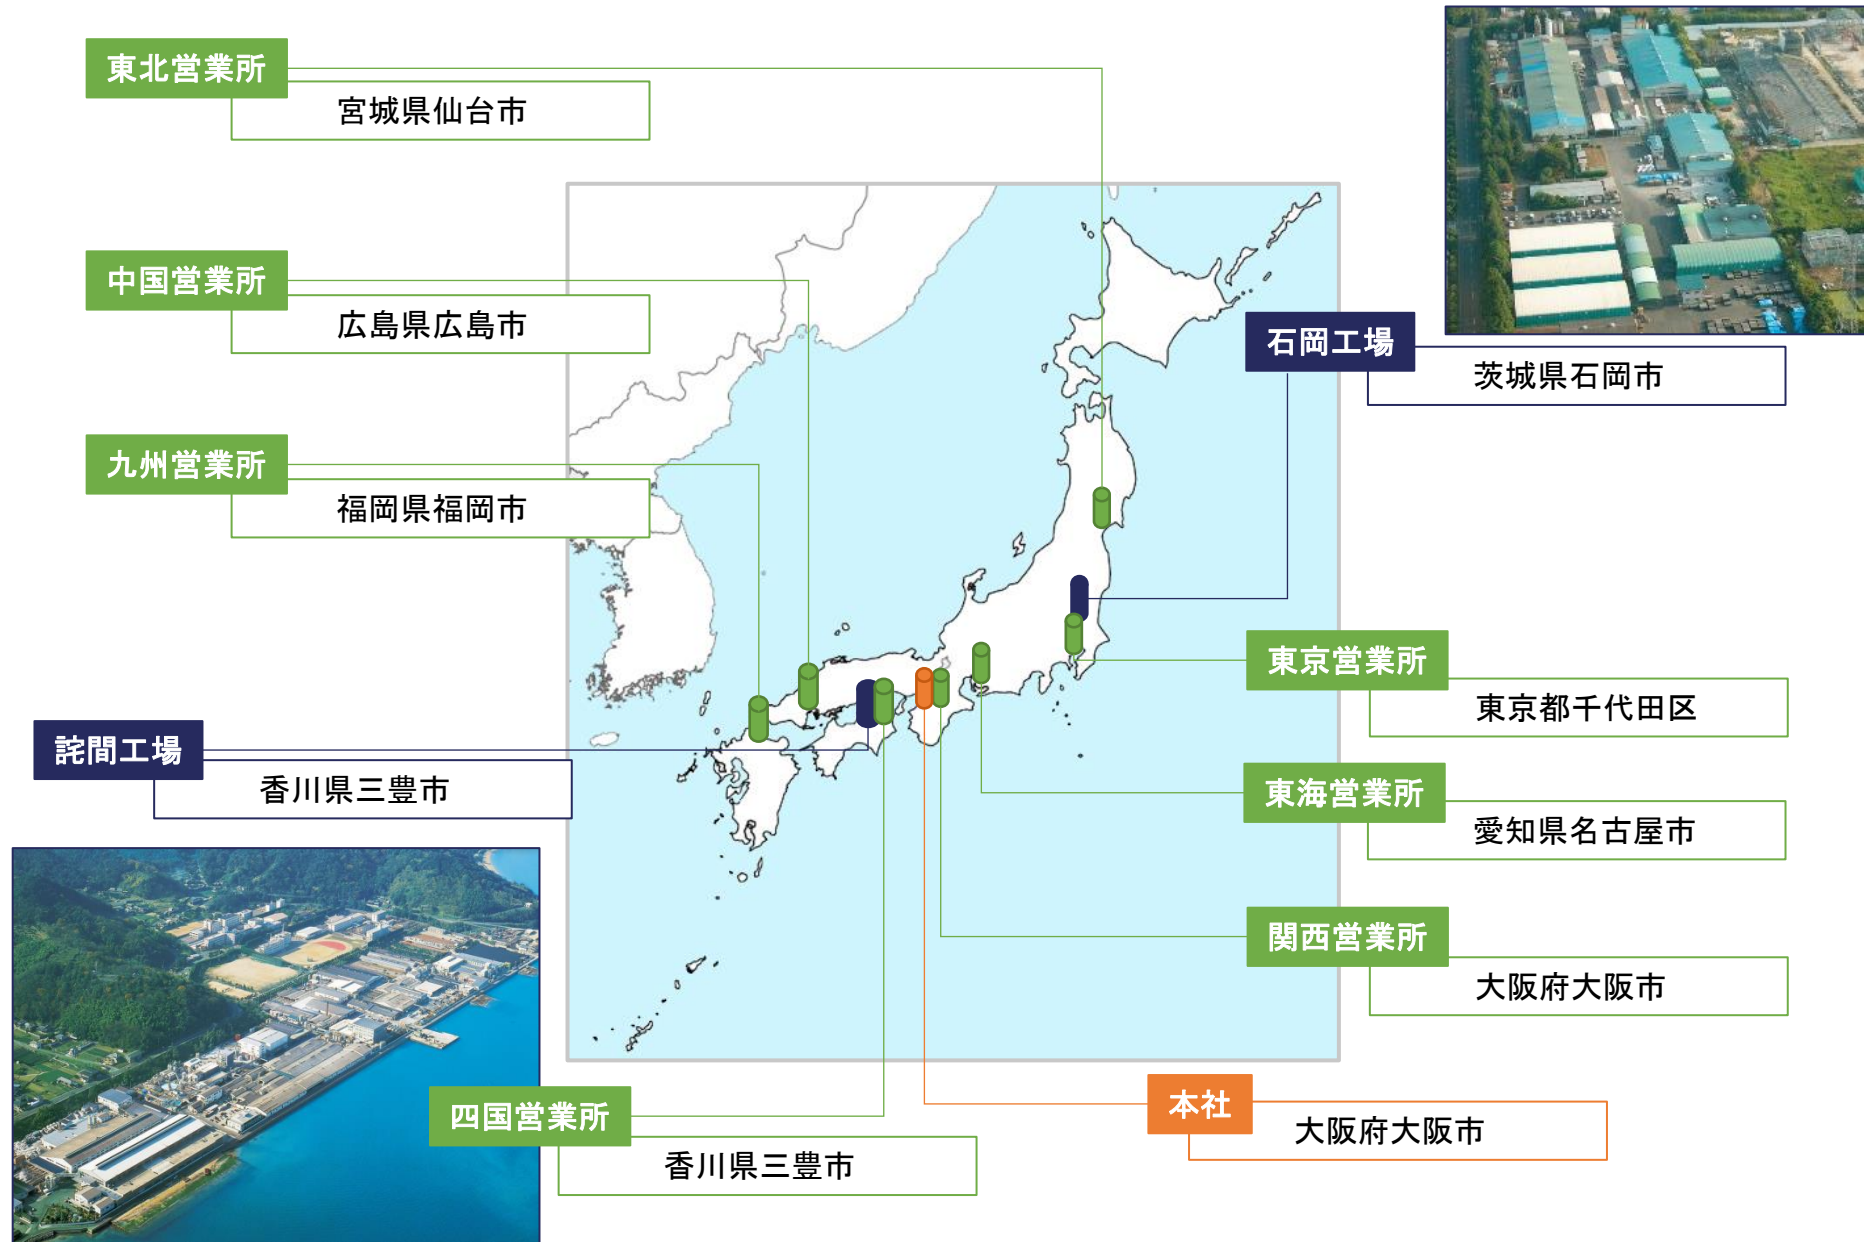 東北営業所
宮城県仙台市
中国営業所
広島県広島市
石岡工場
茨城県石岡市
九州営業所
福岡県福岡市
東京営業所
東京都千代田区
詫間工場
香川県三豊市
東海営業所
愛知県名古屋市
関西営業所
大阪府大阪市
四国営業所
香川県三豊市
本社
大阪府大阪市